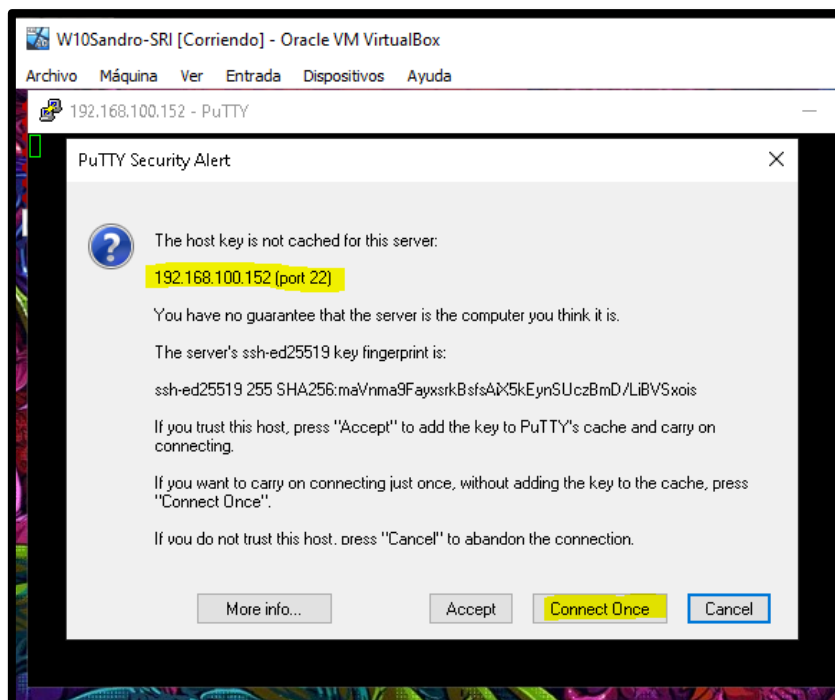 W10Sandro-SRI [Corriendo] - Oracle VM VirtualBox
Archivo Máquina Ver Entrada Dispositivos Ayuda
192.168.100.152 - PuTTY
PuTTY Security Alert
The host key is not cached for this server:
192.168.100.152 (port 22)
You have no guarantee that the server is the computer you think it is.
The server's ssh-ed25519 key fingerprint is:
ssh-ed25519 255 SHA256:maVnma9FayxsrkBsfsAiX5kEynSUczBmD/LiBVSxois
If you trust this host, press "Accept" to add the key to PuTTY's cache and carry on
connecting.
If you want to carry on connecting just once, without adding the key to the cache, press
"Connect Once".
If you do not trust this host, press "Cancel" to abandon the connection.
More info... Accept Connect Once Cancel